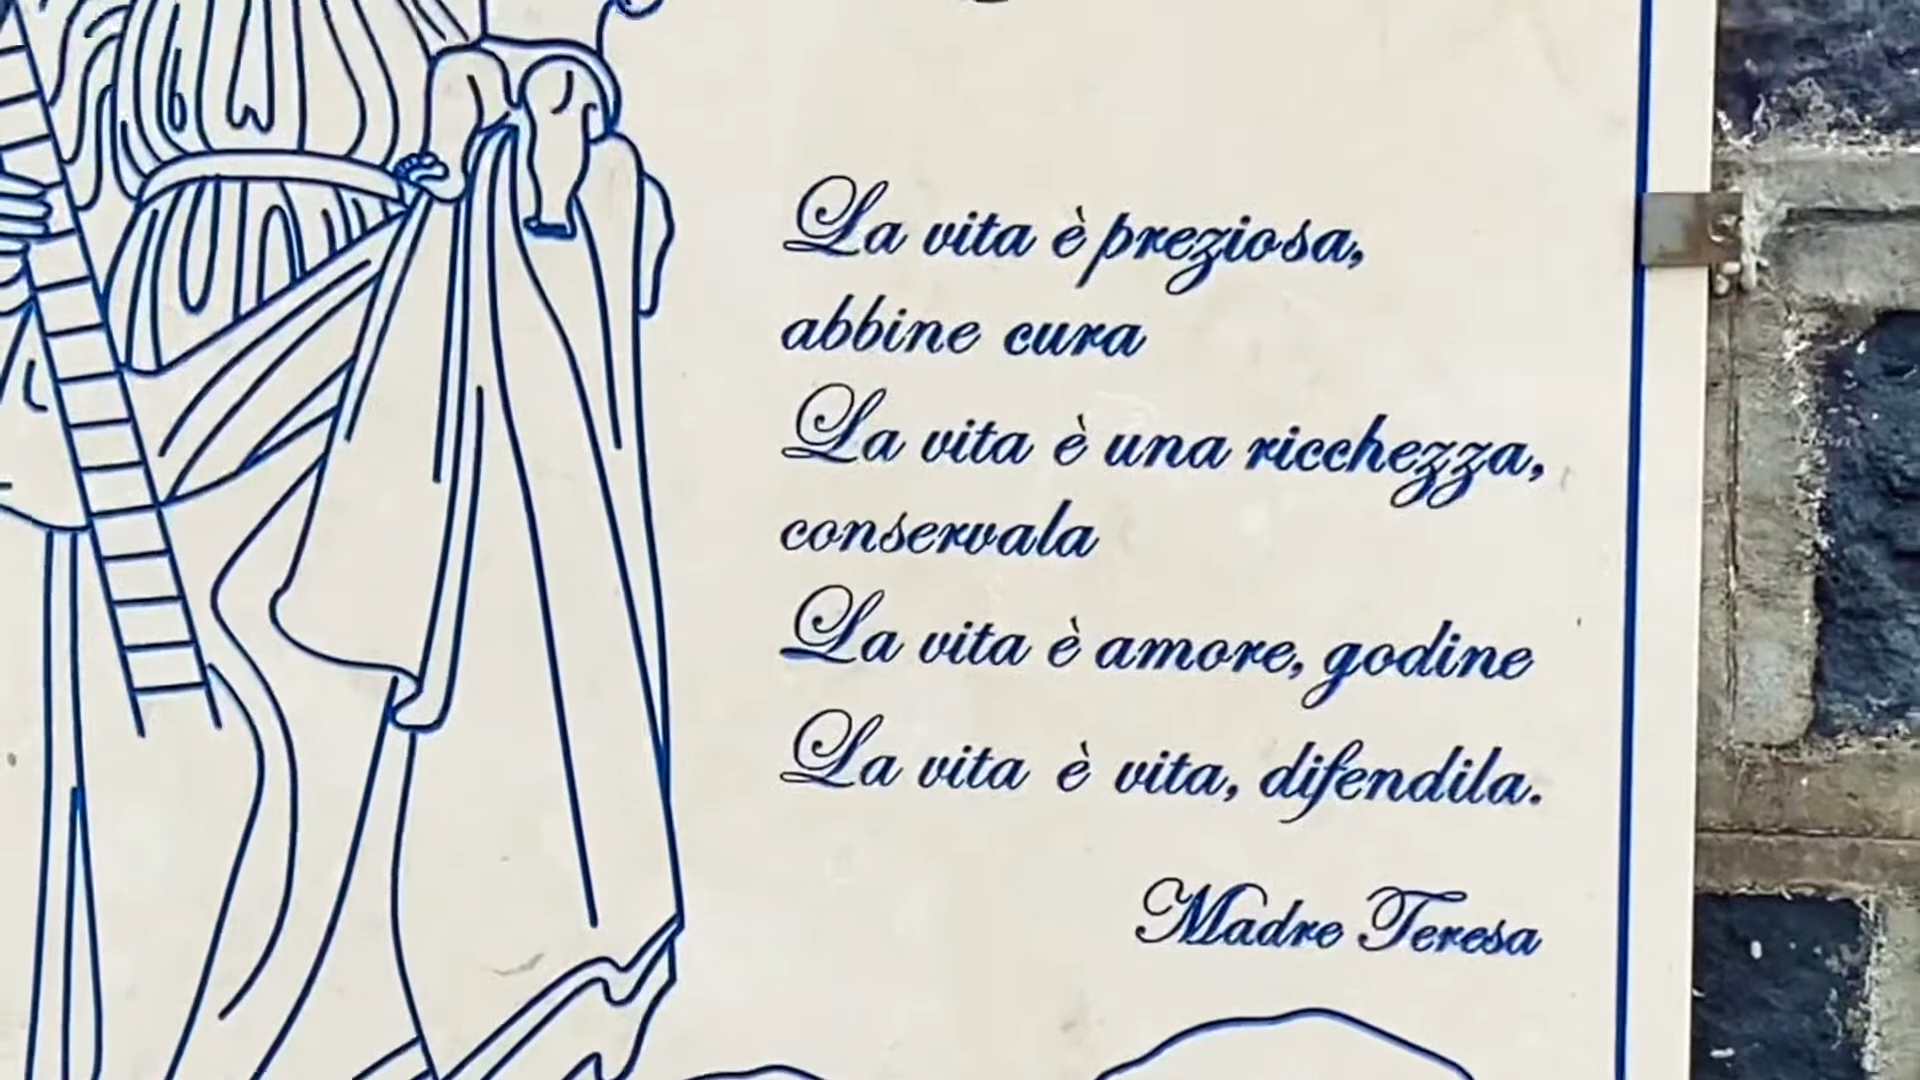 La vita è preziosa,
abbine cura
La vita è una ricchezza,
conservala
La vita è amore, godine
La vita è vita, difendila.
Madre Teresa